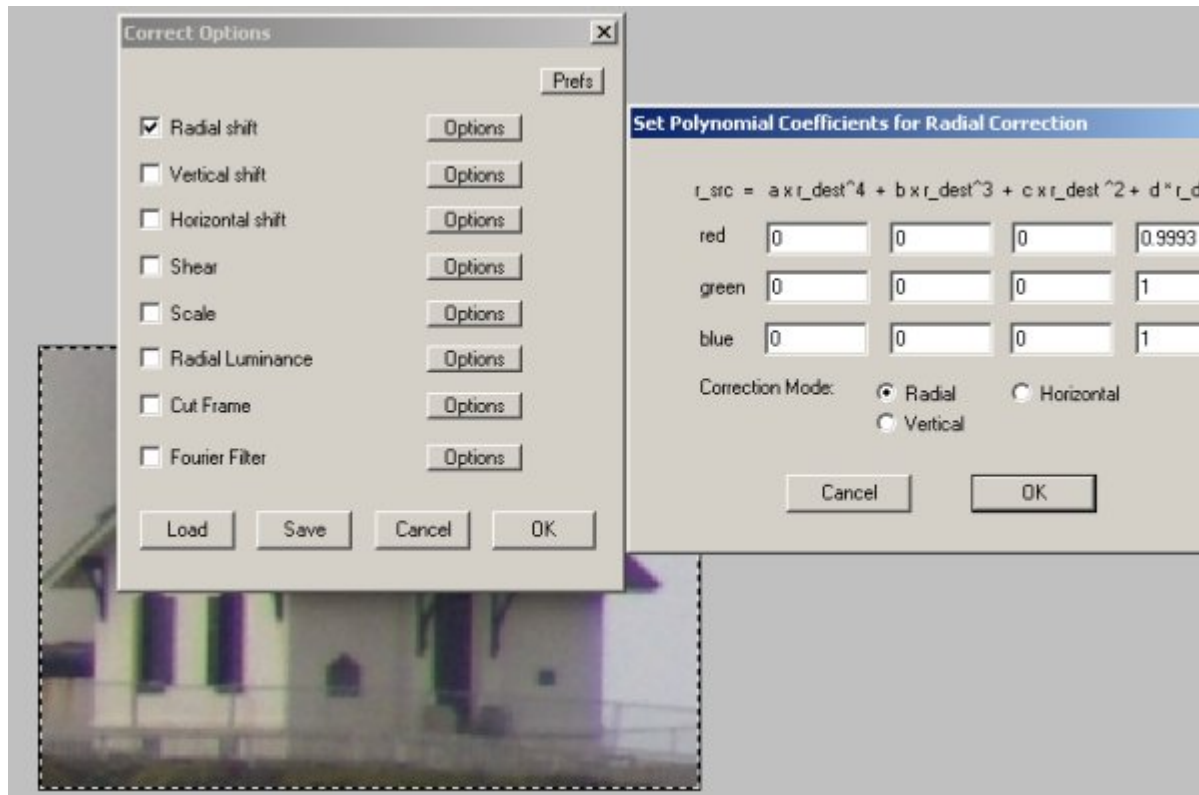 Correct Options
Prefs
Radial shift Options
Vertical shift Options
Horizontal shift Options
Shear Options
Scale Options
Radial Luminance Options
Cut Frame Options
Fourier Filter Options
Load Save Cancel OK
Set Polynomial Coefficients for Radial Correction
r_src = a x r_dest^4 + b x r_dest^3 + c x r_dest ^2 + d * r_d
red 0 0 0 0.9993
green 0 0 0 1
blue 0 0 0 1
Correction Mode: Radial Horizontal
Vertical
Cancel OK